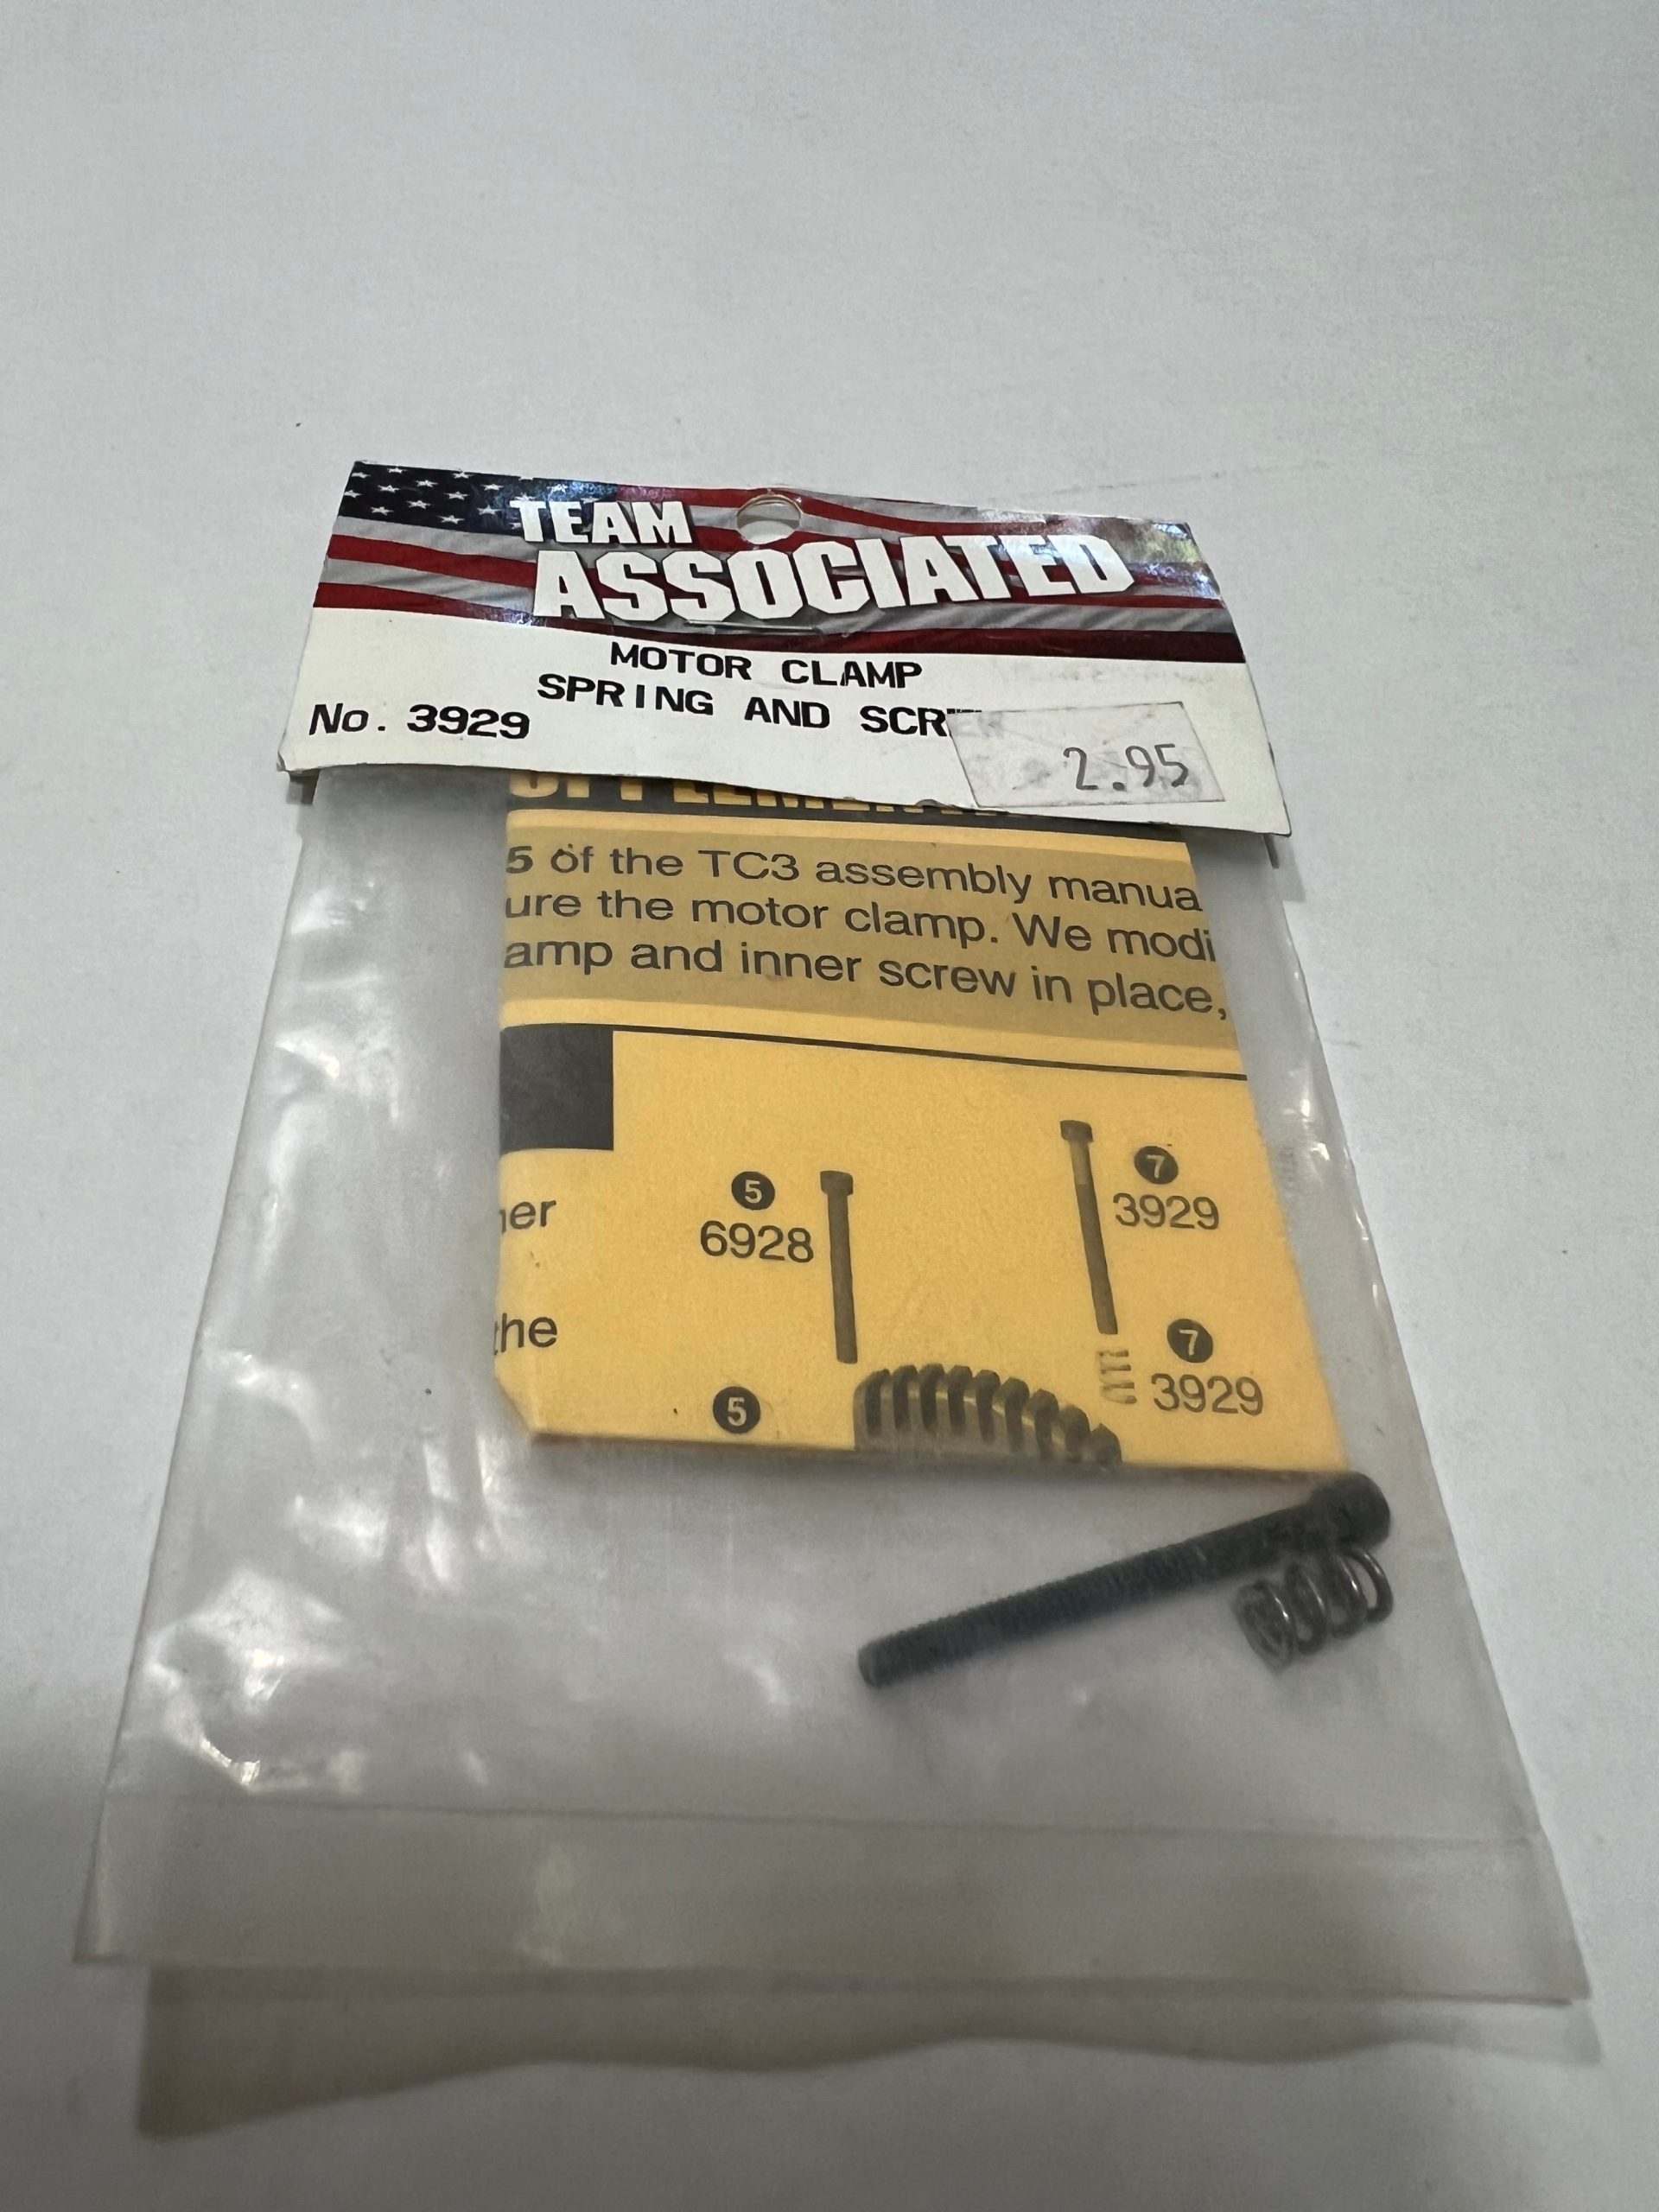 TEAM
ASSOCIATED
MOTOR CLAMP
SPRING AND SCREW
No. 3929
2.95
5 of the TC3 assembly manua
ure the motor clamp. We modi
amp and inner screw in place,
5
6928
7
3929
ner
the
7
3929
5